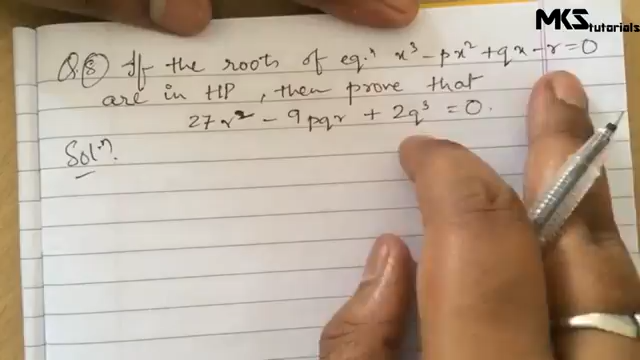 MKS tutorials
Q.8) If the roots of eq.ⁿ x³ - px² + qx - r = 0
are in HP, then prove that
27r² - 9pqr + 2q³ = 0.
Sol.ⁿ